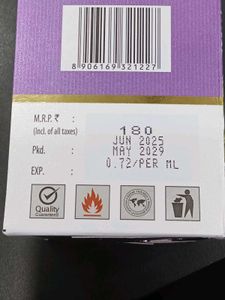 8 906169 321227
M.R.P. ₹ : 180
(Incl. of all taxes) JUN 2025
Pkd. : MAY 2029
EXP. : 0.72/PER ML
Quality
Guaranteed